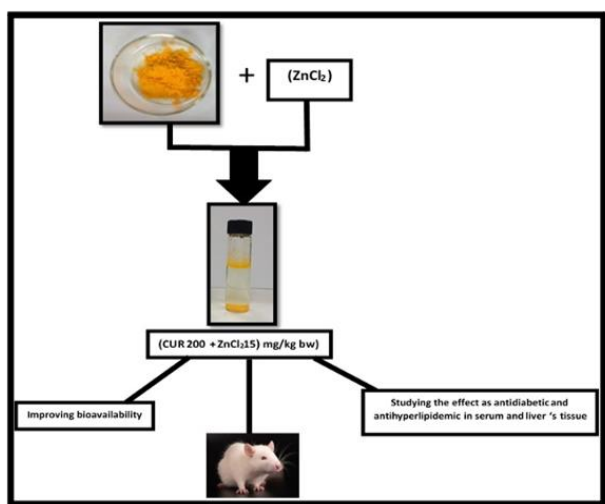 + (ZnCl₂)
(CUR 200 + ZnCl₂15) mg/kg bw)
Improving bioavailability
Studying the effect as antidiabetic and
antihyperlipidemic in serum and liver 's tissue